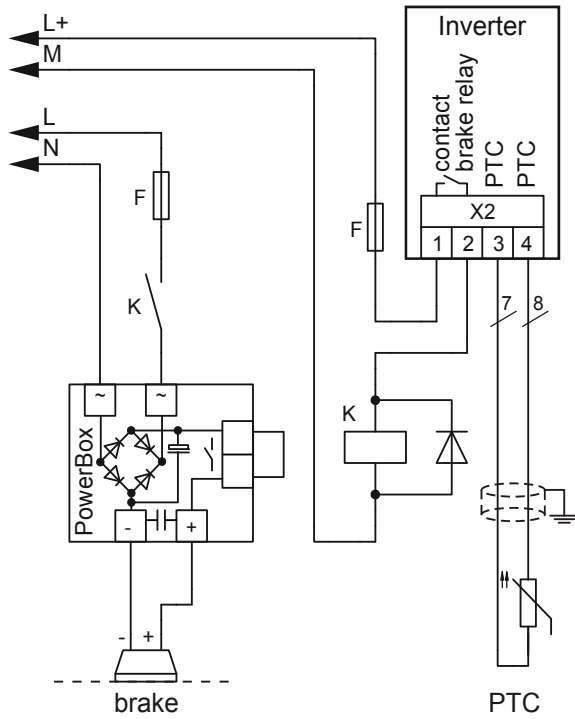 L+
M
L
N
Inverter
contact
brake relay
PTC
PTC
X2
1 2 3 4
F
F
K
7 8
~ ~
K
PowerBox
- +
- +
brake
PTC